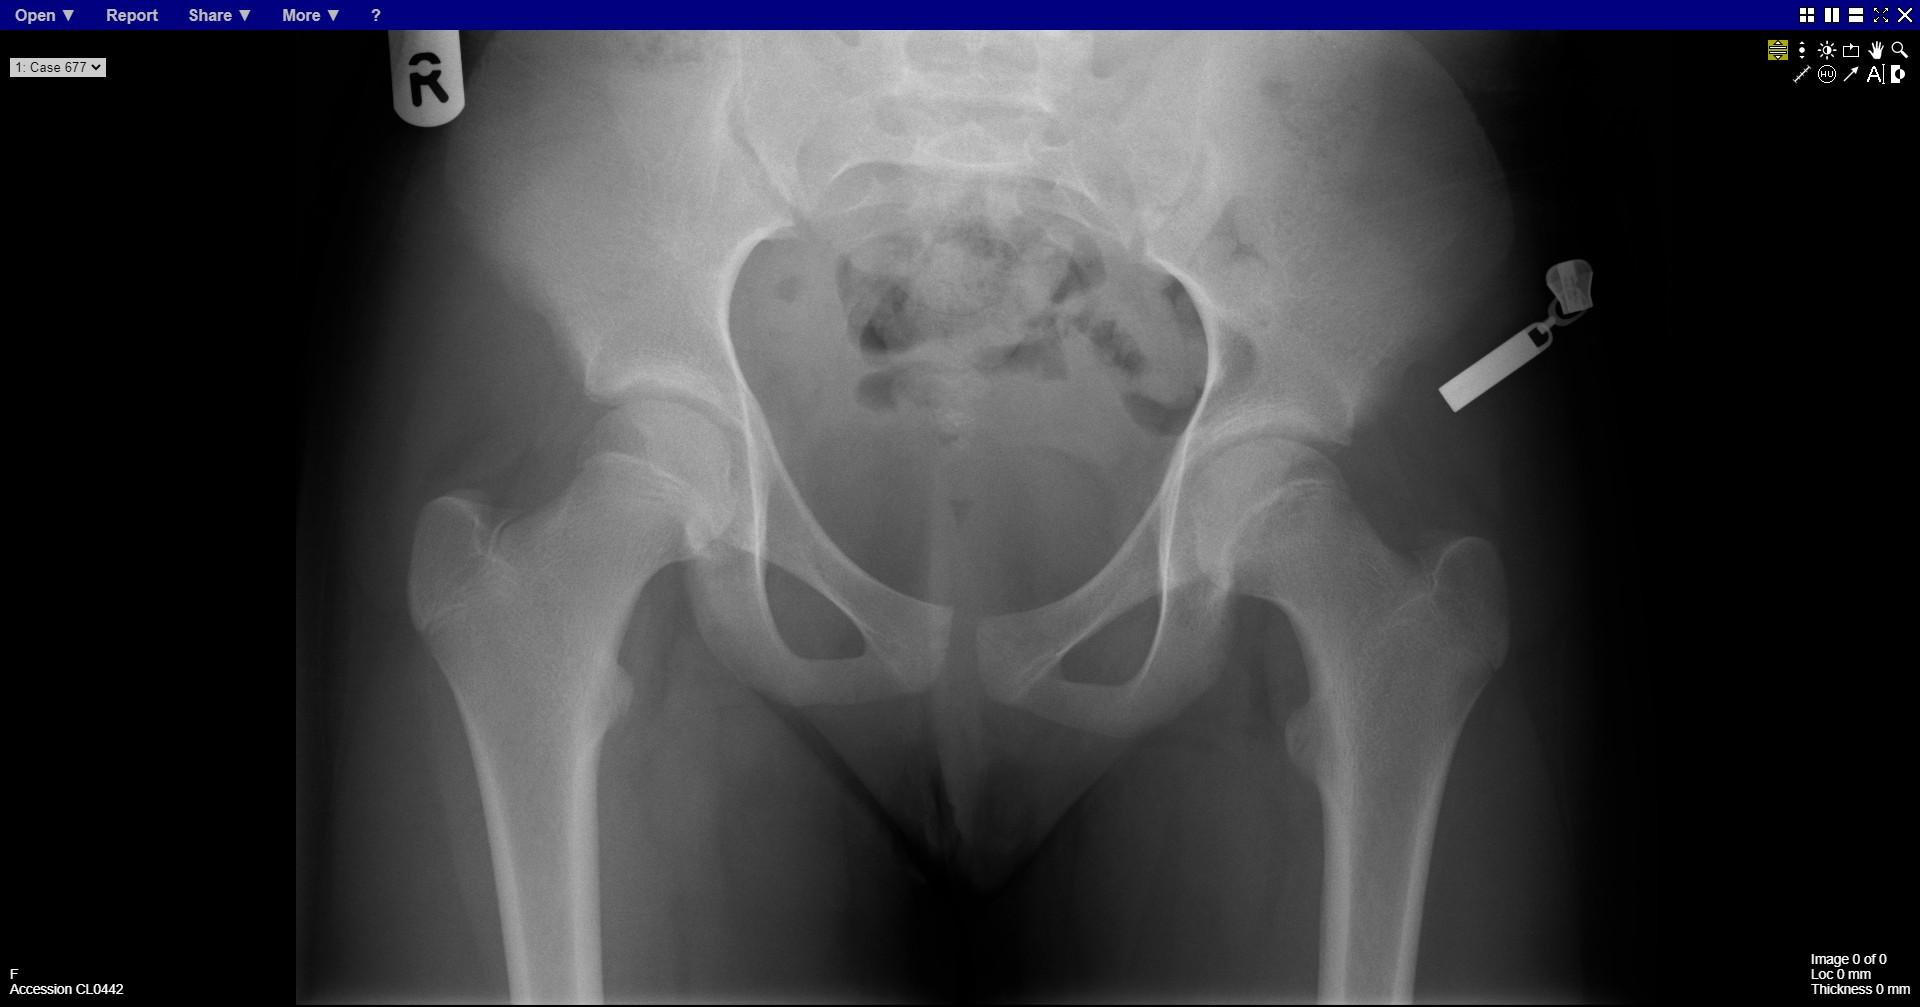 Open ▼ Report Share ▼ More ▼ ?
1: Case 677
R
HU
A
F
Accession CL0442
Image 0 of 0
Loc 0 mm
Thickness 0 mm